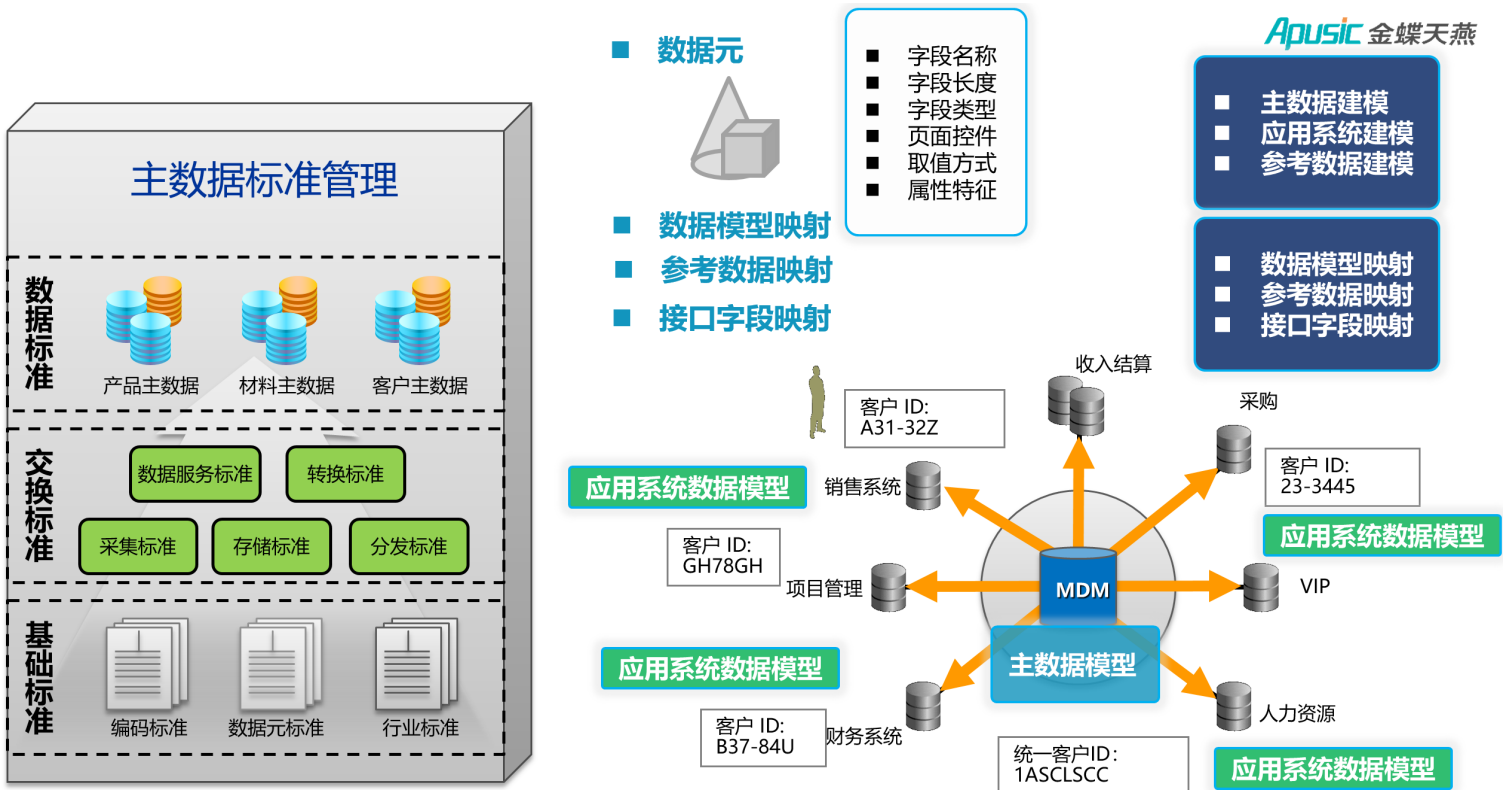 主数据标准管理
数据标准
产品主数据
材料主数据
客户主数据
交换标准
数据服务标准
转换标准
采集标准
存储标准
分发标准
基础标准
编码标准
数据元标准
行业标准
数据元
字段名称
字段长度
字段类型
页面控件
取值方式
属性特征
数据模型映射
参考数据映射
接口字段映射
Apusic 金蝶天燕
主数据建模
应用系统建模
参考数据建模
数据模型映射
参考数据映射
接口字段映射
收入结算
采购
客户 ID:
A31-32Z
客户 ID:
23-3445
应用系统数据模型
销售系统
应用系统数据模型
客户 ID:
GH78GH
项目管理
MDM
VIP
应用系统数据模型
主数据模型
客户 ID:
B37-84U
财务系统
人力资源
统一客户ID:
1ASCLSCC
应用系统数据模型